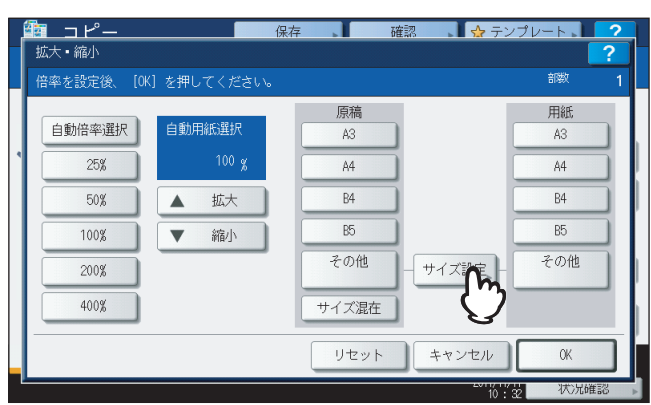 コピー
保存
確認
テンプレート
?
拡大・縮小
?
倍率を設定後、[OK] を押してください。
部数
1
自動倍率選択
25%
50%
100%
200%
400%
自動用紙選択
100 %
▲ 拡大
▼ 縮小
原稿
A3
A4
B4
B5
その他
サイズ混在
サイズ設定
用紙
A3
A4
B4
B5
その他
リセット
キャンセル
OK
10 : 32
状況確認